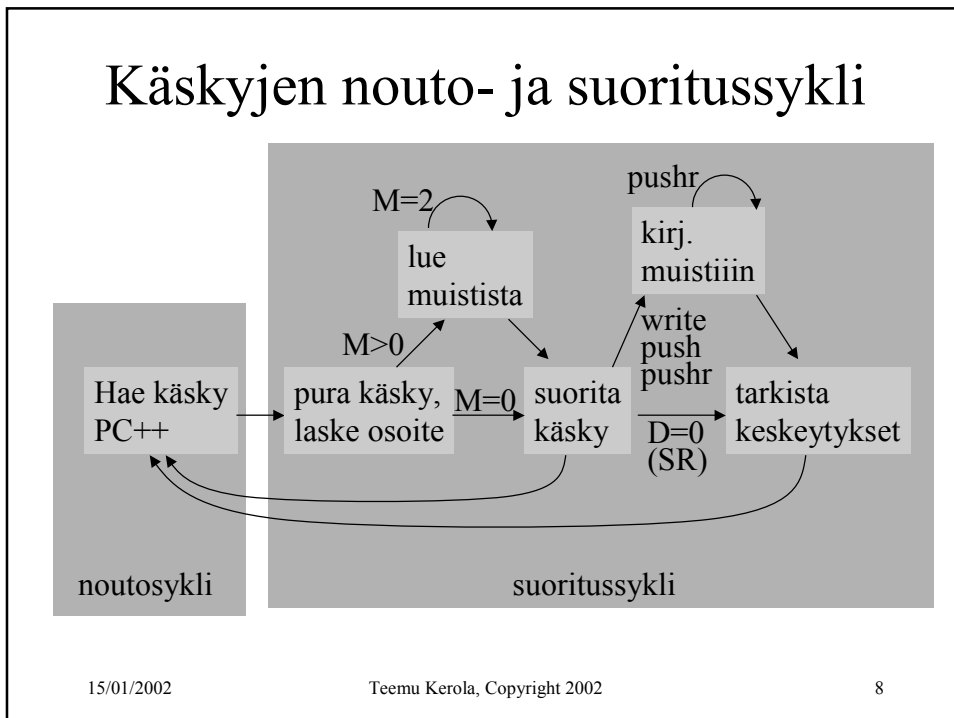 Käskyjen nouto- ja suoritussykli
pushr
M=2
kirj.
muistiiin
lue
muistista
M>0
write
push
pushr
Hae käsky
PC++
pura käsky,
laske osoite
M=0
suorita
käsky
D=0
(SR)
tarkista
keskeytykset
noutosykli
suoritussykli
15/01/2002
Teemu Kerola, Copyright 2002
8